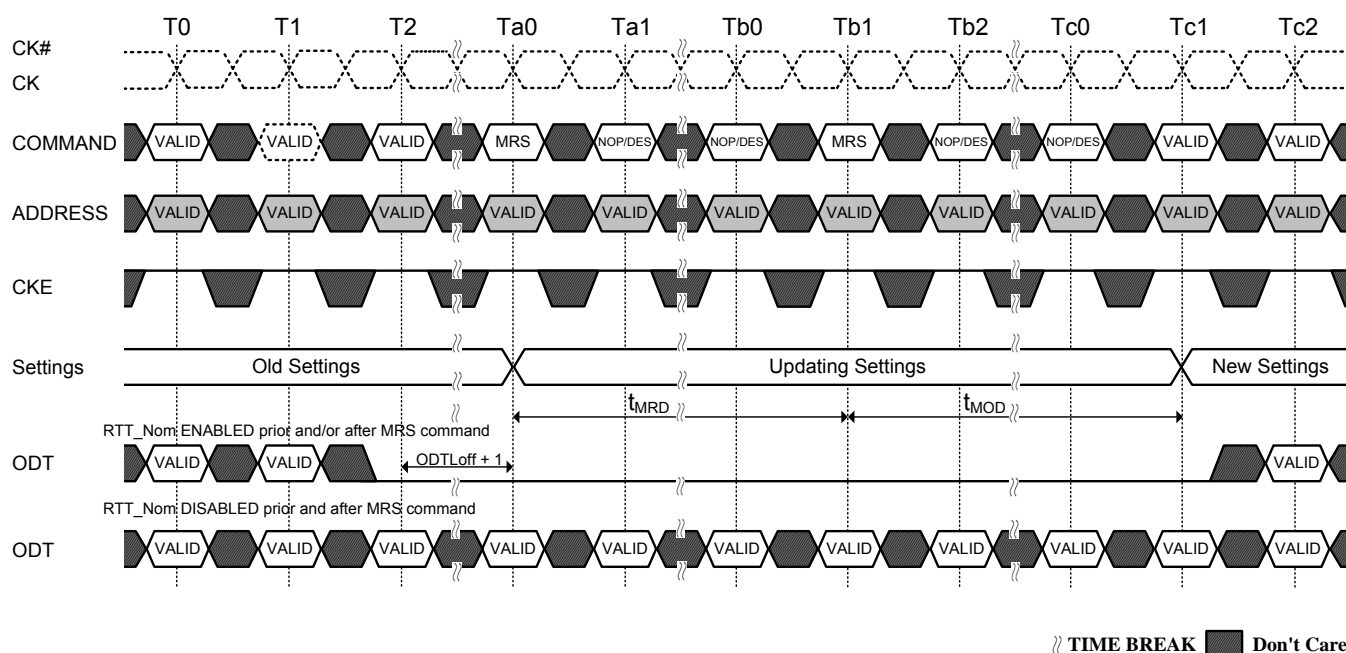 T0 T1 T2 Ta0 Ta1 Tb0 Tb1 Tb2 Tc0 Tc1 Tc2
CK#
CK
COMMAND VALID VALID VALID MRS NOP/DES NOP/DES MRS NOP/DES NOP/DES VALID VALID
ADDRESS VALID VALID VALID VALID VALID VALID VALID VALID VALID VALID VALID
CKE
Settings Old Settings Updating Settings New Settings
tMRD tMOD
RTT_Nom ENABLED prior and/or after MRS command
ODT VALID VALID ODTLoff + 1 VALID
RTT_Nom DISABLED prior and after MRS command
ODT VALID VALID VALID VALID VALID VALID VALID VALID VALID VALID VALID
TIME BREAK Don't Care